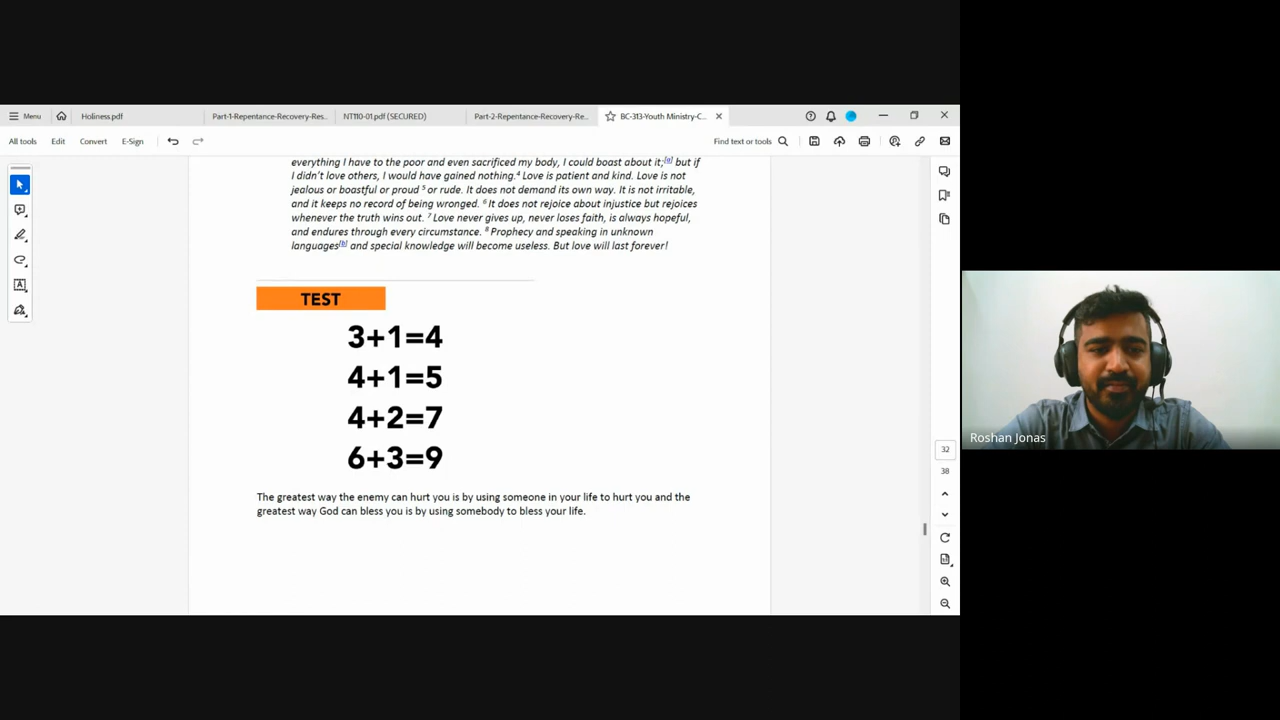 Menu
Holiness.pdf
Part-1-Repentance-Recovery-Res...
NT110-01.pdf (SECURED)
Part-2-Repentance-Recovery-Re...
BC-313-Youth Ministry-C...
All tools
Edit
Convert
E-Sign
Find text or tools
everything I have to the poor and even sacrificed my body, I could boast about it;[a] but if
I didn't love others, I would have gained nothing.4 Love is patient and kind. Love is not
jealous or boastful or proud 5 or rude. It does not demand its own way. It is not irritable,
and it keeps no record of being wronged. 6 It does not rejoice about injustice but rejoices
whenever the truth wins out. 7 Love never gives up, never loses faith, is always hopeful,
and endures through every circumstance. 8 Prophecy and speaking in unknown
languages[b] and special knowledge will become useless. But love will last forever!
TEST
3+1=4
4+1=5
4+2=7
6+3=9
The greatest way the enemy can hurt you is by using someone in your life to hurt you and the
greatest way God can bless you is by using somebody to bless your life.
32
38
Roshan Jonas